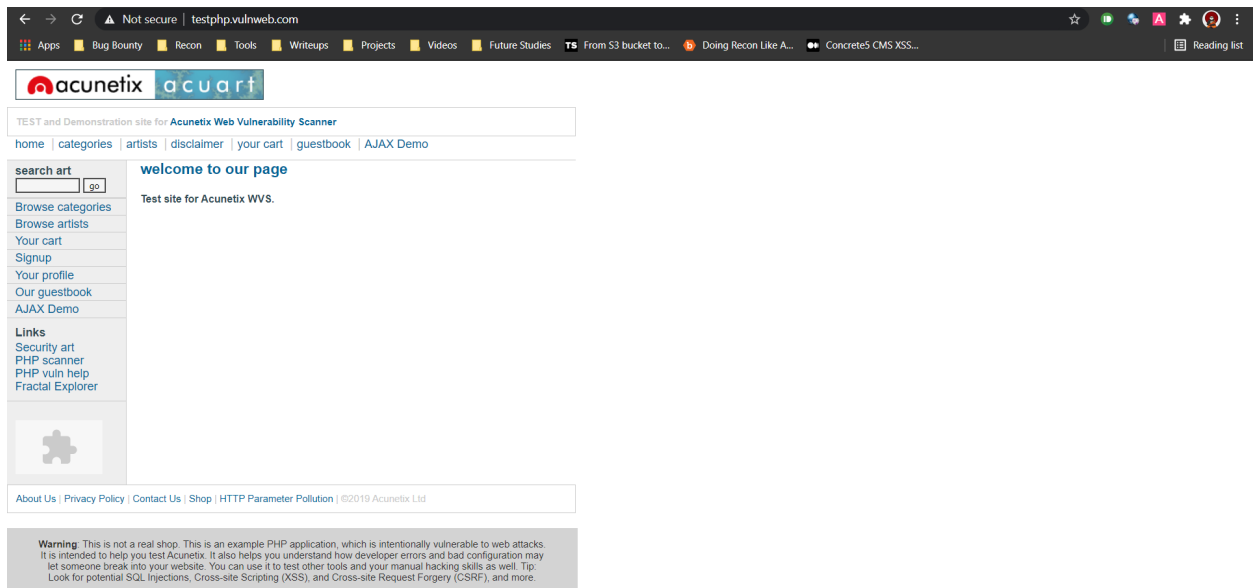 Not secure | testphp.vulnweb.com
Apps Bug Bounty Recon Tools Writeups Projects Videos Future Studies TS From S3 bucket to... b Doing Recon Like A... Concrete5 CMS XSS... Reading list
acunetix acuart
TEST and Demonstration site for Acunetix Web Vulnerability Scanner
home | categories | artists | disclaimer | your cart | guestbook | AJAX Demo
search art
go
Browse categories
Browse artists
Your cart
Signup
Your profile
Our guestbook
AJAX Demo
Links
Security art
PHP scanner
PHP vuln help
Fractal Explorer
welcome to our page
Test site for Acunetix WVS.
About Us | Privacy Policy | Contact Us | Shop | HTTP Parameter Pollution | ©2019 Acunetix Ltd
Warning: This is not a real shop. This is an example PHP application, which is intentionally vulnerable to web attacks.
It is intended to help you test Acunetix. It also helps you understand how developer errors and bad configuration may
let someone break into your website. You can use it to test other tools and your manual hacking skills as well. Tip:
Look for potential SQL Injections, Cross-site Scripting (XSS), and Cross-site Request Forgery (CSRF), and more.